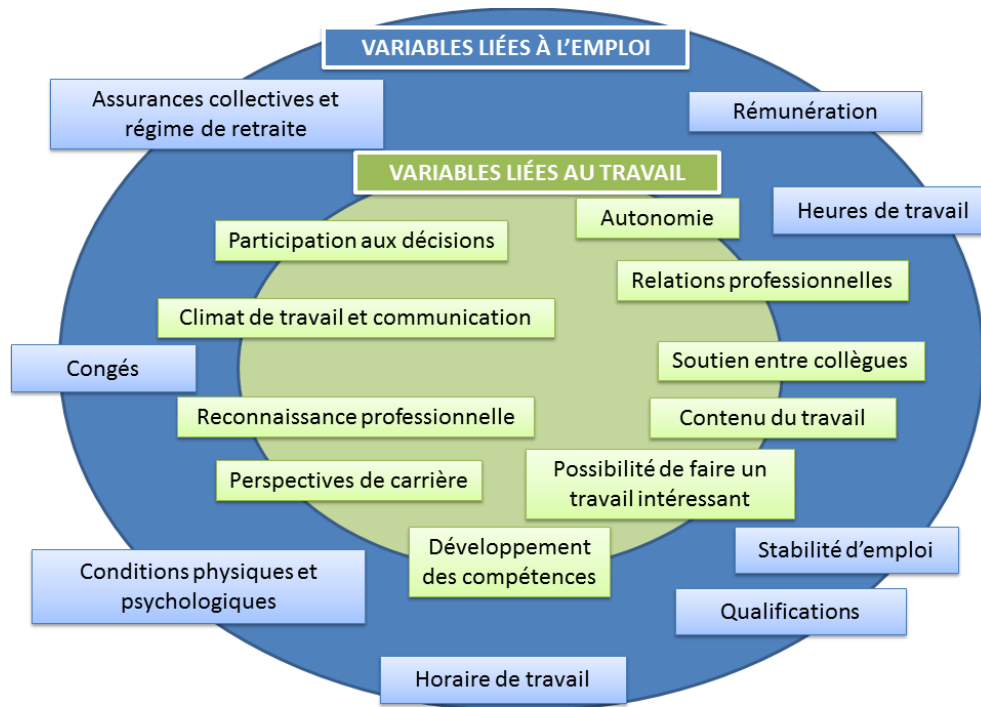 VARIABLES LIÉES À L’EMPLOI
Assurances collectives et
régime de retraite
Rémunération
VARIABLES LIÉES AU TRAVAIL
Autonomie
Heures de travail
Participation aux décisions
Relations professionnelles
Climat de travail et communication
Congés
Soutien entre collègues
Reconnaissance professionnelle
Contenu du travail
Perspectives de carrière
Possibilité de faire un
travail intéressant
Développement
des compétences
Stabilité d’emploi
Conditions physiques et
psychologiques
Qualifications
Horaire de travail